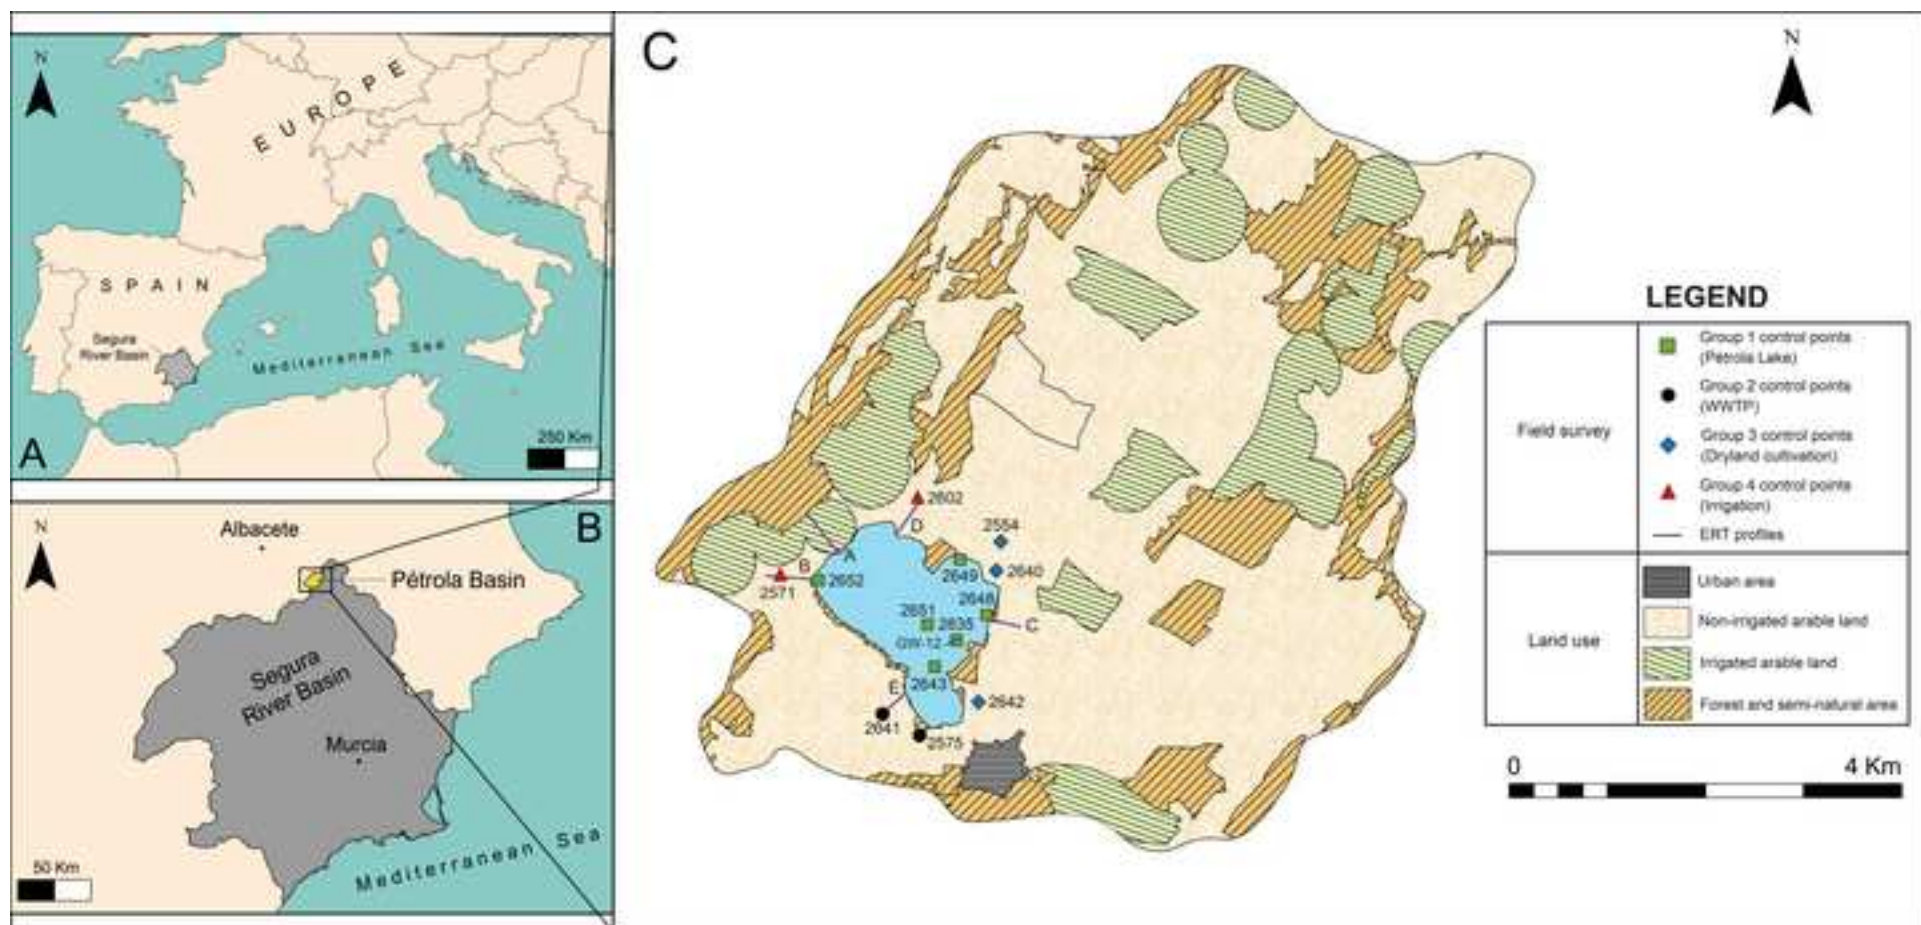 N
E U R O P E
S P A I N
Segura
River Basin
Mediterranean Sea
250 Km
A
B
N
Albacete
Pétrola Basin
Segura
River Basin
Murcia
50 Km
Mediterranean Sea
C
N
2602
D
2554
A
B
2652
2571
2649
2640
2648
2651
2635
C
GW-12
2643
E
2642
2641
2575
LEGEND
Field survey
Group 1 control points
(Pétrola Lake)
Group 2 control points
(WWTP)
Group 3 control points
(Dryland cultivation)
Group 4 control points
(Irrigation)
ERT profiles
Land use
Urban area
Non-irrigated arable land
Irrigated arable land
Forest and semi-natural area
0 4 Km